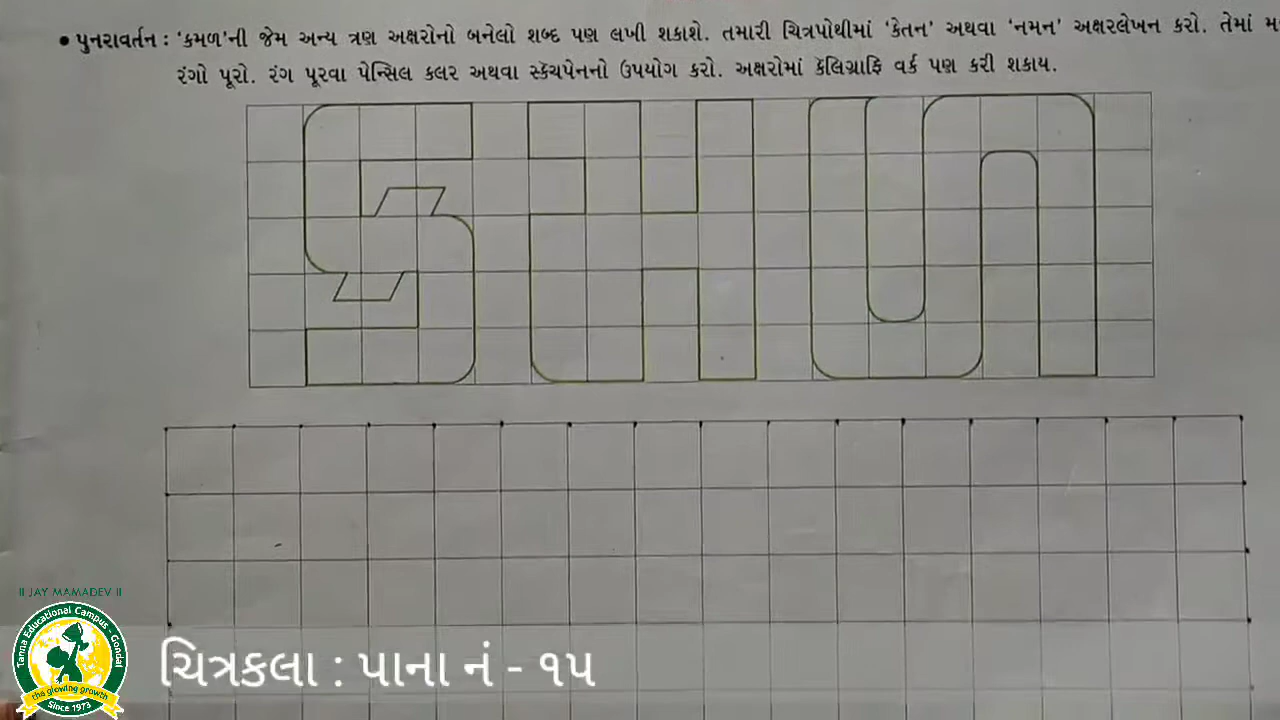 • પુનરાવર્તન : ‘કમળ’ની જેમ અન્ય ત્રણ અક્ષરોનો બનેલો શબ્દ પણ લખી શકાશે. તમારી ચિત્રપોથીમાં ‘કેતન’ અથવા ‘નમન’ અક્ષરલેખન કરો. તેમાં
રંગો પૂરો. રંગ પૂરવા પેન્સિલ કલર અથવા સ્કેચપેનનો ઉપયોગ કરો. અક્ષરોમાં કૅલિગ્રાફિ વર્ક પણ કરી શકાય.
કમળ
॥ JAY MAMADEV ॥
Tanna Educational Campus - Gondal
the glowing growth
Since 1973
ચિત્રકલા : પાના નં - ૧૫